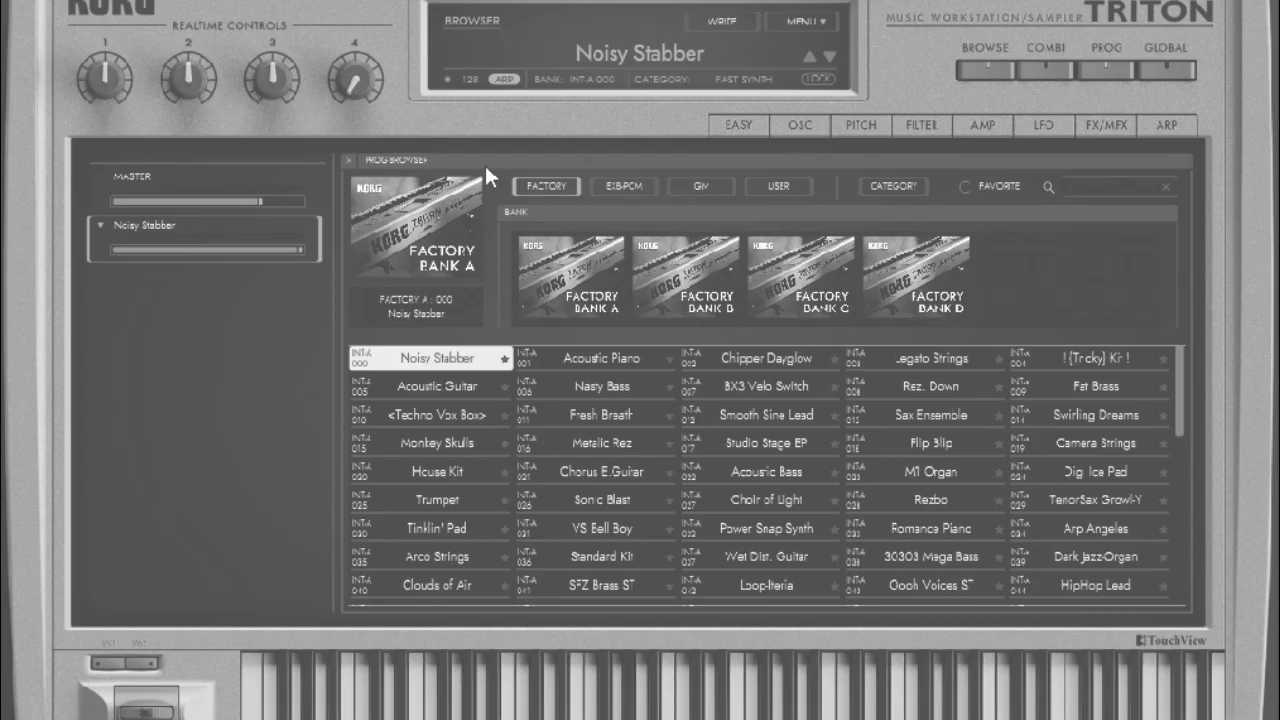 KORG
REALTIME CONTROLS
1 2 3 4
BROWSER WRITE MENU
Noisy Stabber
128 ARP BANK: INT-A 000 CATEGORY: FAST SYNTH LOCK
MUSIC WORKSTATION/SAMPLER TRITON
BROWSE COMBI PROG GLOBAL
EASY OSC PITCH FILTER AMP LFO FX/MFX ARP
MASTER
Noisy Stabber
PROG BROWSER
KORG
KORG TRITON
FACTORY
BANK A
FACTORY A : 000
Noisy Stabber
FACTORY EXB-PCM GM USER CATEGORY FAVORITE
BANK
KORG KORG KORG KORG
FACTORY BANK A
FACTORY BANK B
FACTORY BANK C
FACTORY BANK D
INT-A 000 Noisy Stabber INT-A 001 Acoustic Piano INT-A 002 Chipper Dayglow INT-A 003 Legato Strings INT-A 004 !{Tricky} Kit !
INT-A 005 Acoustic Guitar INT-A 006 Nasty Bass INT-A 007 BX3 Velo Switch INT-A 008 Rez. Down INT-A 009 Fat Brass
INT-A 010 <Techno Vox Box> INT-A 011 Fresh Breath INT-A 012 Smooth Sine Lead INT-A 013 Sax Ensemble INT-A 014 Swirling Dreams
INT-A 015 Monkey Skulls INT-A 016 Metallic Rez INT-A 017 Studio Stage EP INT-A 018 Flip Blip INT-A 019 Camera Strings
INT-A 020 House Kit INT-A 021 Chorus E.Guitar INT-A 022 Acoustic Bass INT-A 023 M1 Organ INT-A 024 Digi Ice Pad
INT-A 025 Trumpet INT-A 026 Sonic Blast INT-A 027 Choir of Light INT-A 028 Rezbo INT-A 029 TenorSax Growl-Y
INT-A 030 Tinklin' Pad INT-A 031 VS Bell Boy INT-A 032 Power Snap Synth INT-A 033 Romance Piano INT-A 034 Arp Angeles
INT-A 035 Arco Strings INT-A 036 Standard Kit INT-A 037 Wet Dist. Guitar INT-A 038 30303 Mega Bass INT-A 039 Dark Jazz-Organ
INT-A 040 Clouds of Air INT-A 041 SFZ Brass ST INT-A 042 Loop-Iteria INT-A 043 Oooh Voices ST INT-A 044 HipHop Lead
TouchView